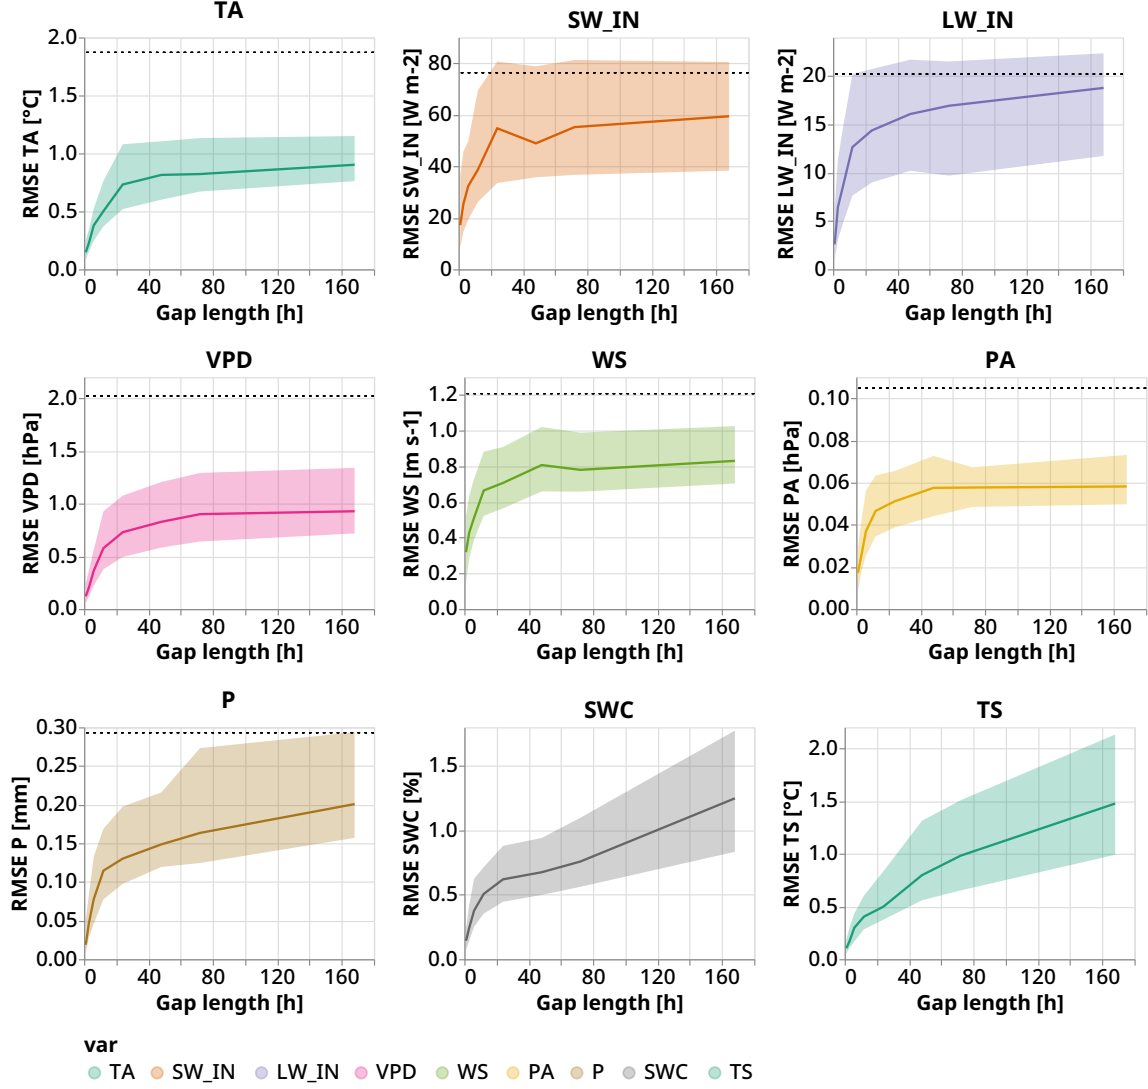 TA
SW_IN
LW_IN
RMSE TA [°C]
2.0
1.5
1.0
0.5
0.0
0 40 80 120 160
Gap length [h]
RMSE SW_IN [W m-2]
80
60
40
20
0
0 40 80 120 160
Gap length [h]
RMSE LW_IN [W m-2]
20
15
10
5
0
0 40 80 120 160
Gap length [h]
VPD
WS
PA
RMSE VPD [hPa]
2.0
1.5
1.0
0.5
0.0
0 40 80 120 160
Gap length [h]
RMSE WS [m s-1]
1.2
1.0
0.8
0.6
0.4
0.2
0.0
0 40 80 120 160
Gap length [h]
RMSE PA [hPa]
0.10
0.08
0.06
0.04
0.02
0.00
0 40 80 120 160
Gap length [h]
P
SWC
TS
RMSE P [mm]
0.30
0.25
0.20
0.15
0.10
0.05
0.00
0 40 80 120 160
Gap length [h]
RMSE SWC [%]
1.5
1.0
0.5
0.0
0 40 80 120 160
Gap length [h]
RMSE TS [°C]
2.0
1.5
1.0
0.5
0.0
0 40 80 120 160
Gap length [h]
var
TA SW_IN LW_IN VPD WS PA P SWC TS